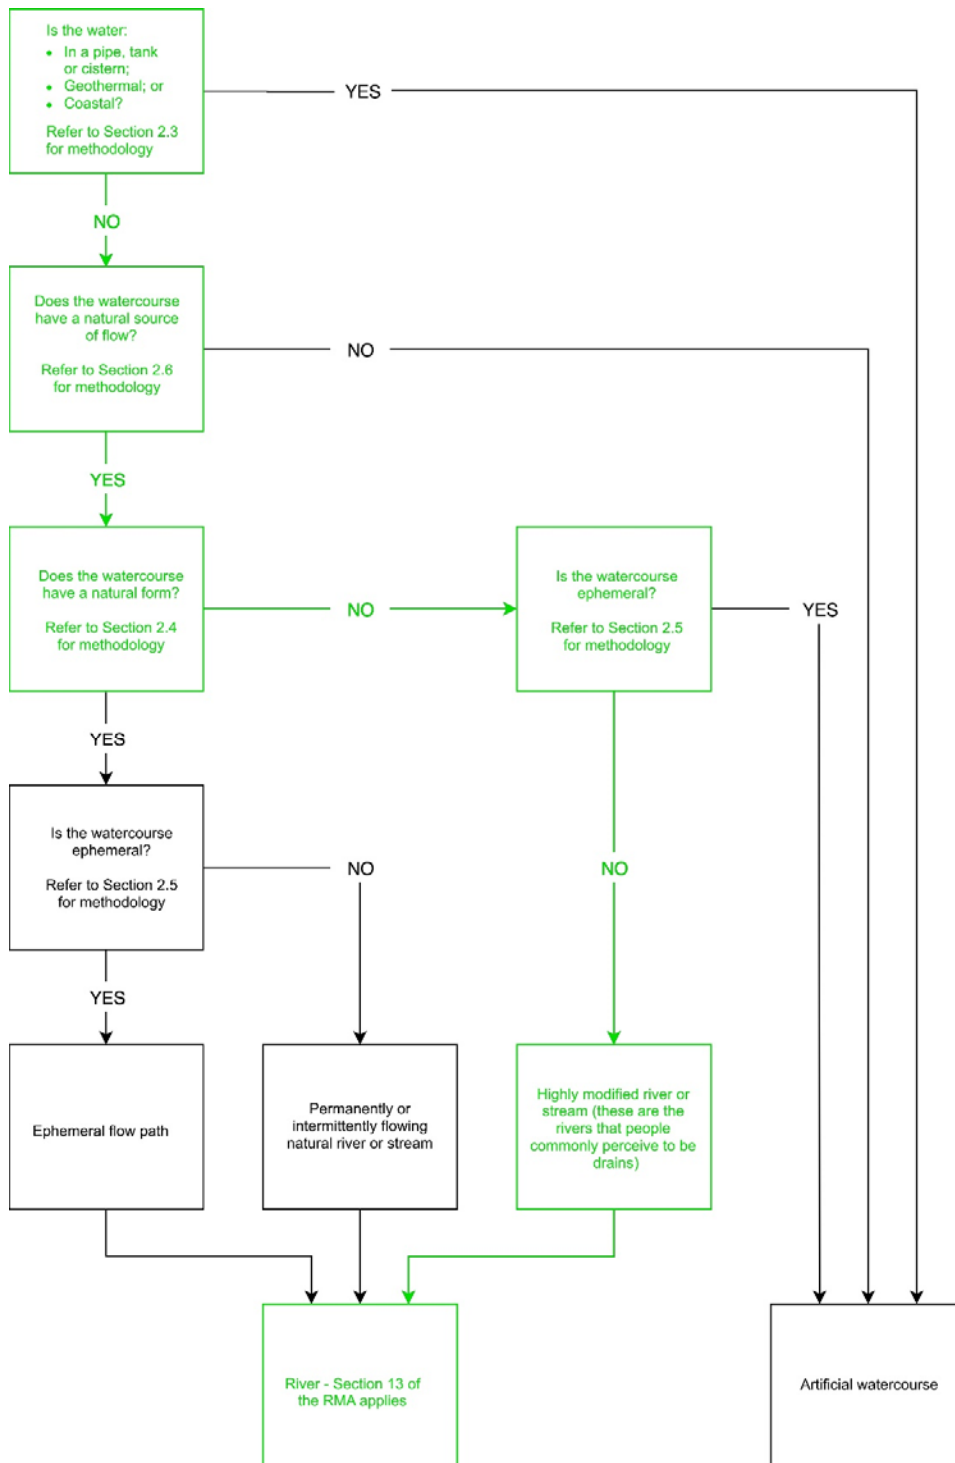 Is the water:
• In a pipe, tank
or cistern;
• Geothermal; or
• Coastal?
Refer to Section 2.3
for methodology
YES
NO
Does the watercourse
have a natural source
of flow?
Refer to Section 2.6
for methodology
NO
YES
Does the watercourse
have a natural form?
Refer to Section 2.4
for methodology
NO
Is the watercourse
ephemeral?
Refer to Section 2.5
for methodology
YES
YES
Is the watercourse
ephemeral?
Refer to Section 2.5
for methodology
NO
NO
YES
Ephemeral flow path
Permanently or
intermittently flowing
natural river or stream
Highly modified river or
stream (these are the
rivers that people
commonly perceive to be
drains)
River - Section 13 of
the RMA applies
Artificial watercourse